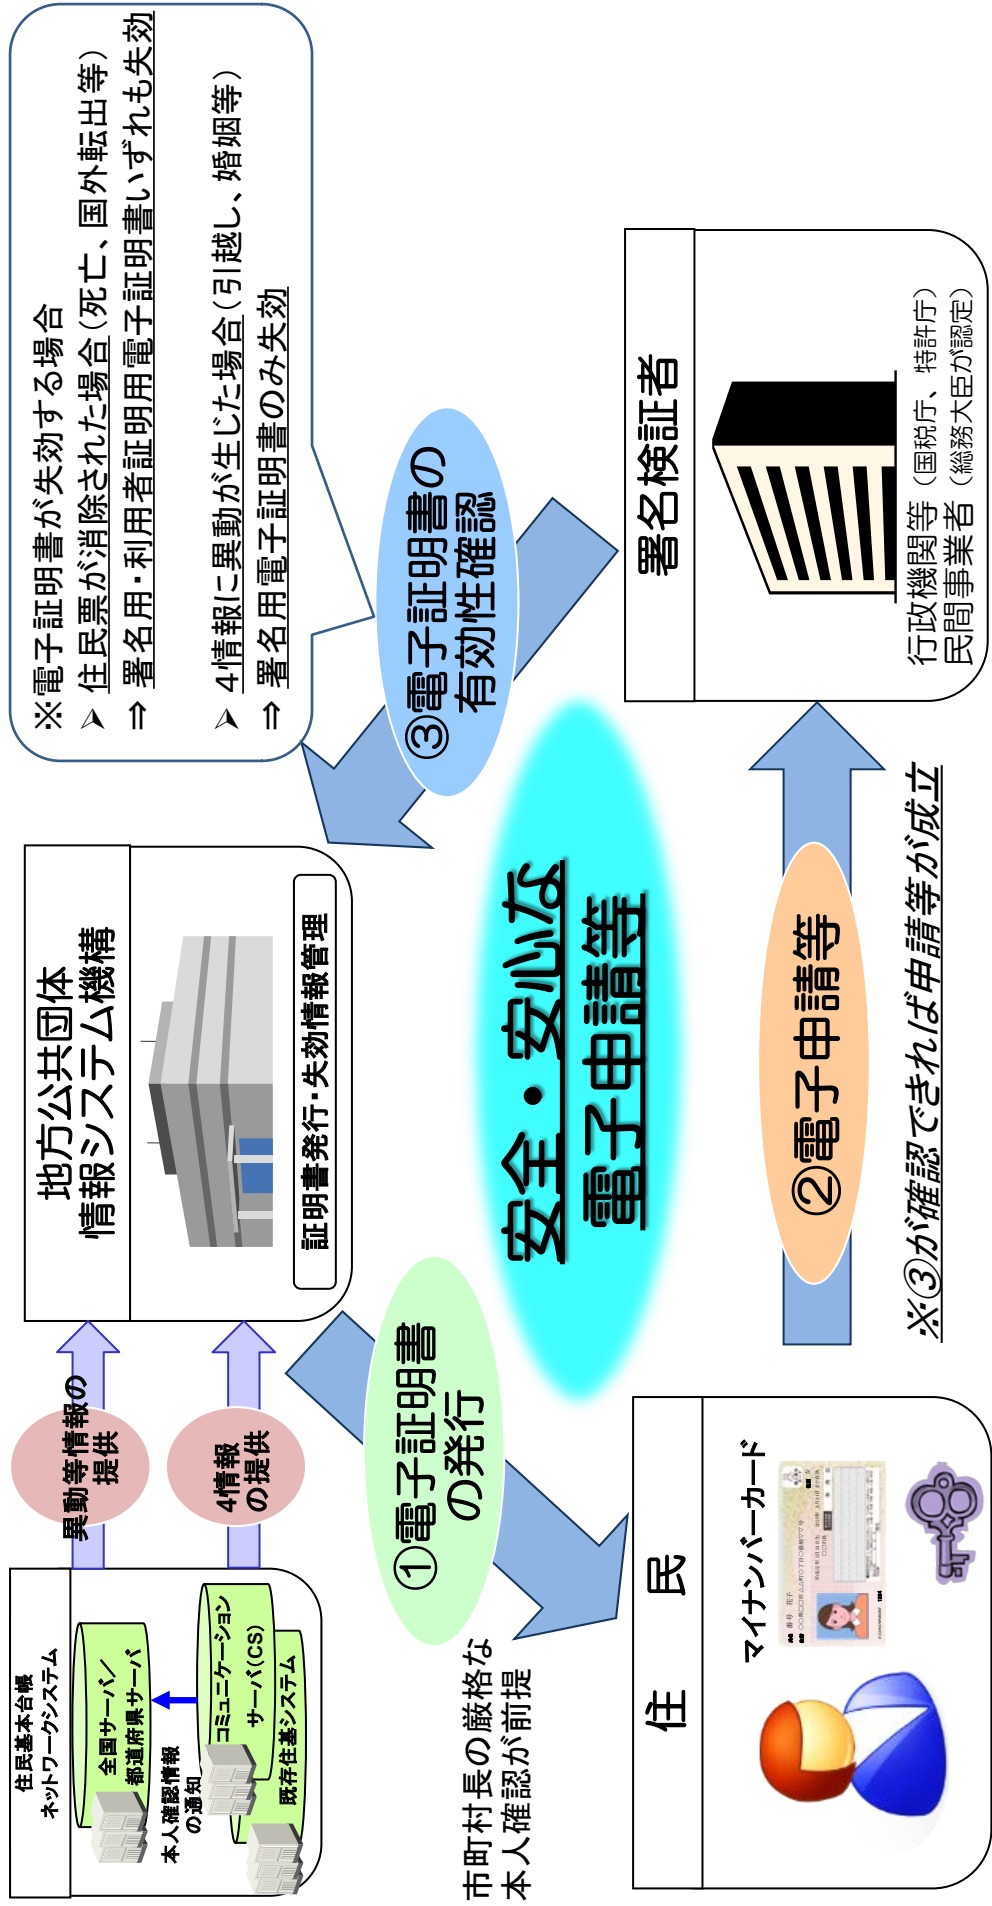 住民基本台帳
ネットワークシステム
全国サーバ／
都道府県サーバ
本人確認情報
の通知
コミュニケーション
サーバ(CS)
既存住基システム
異動等情報の
提供
4情報
の提供
地方公共団体
情報システム機構
証明書発行・失効情報管理
※電子証明書が失効する場合
➢ 住民票が消除された場合(死亡、国外転出等)
⇒ 署名用・利用者証明用電子証明書いずれも失効
➢ 4情報に異動が生じた場合(引越し、婚姻等)
⇒ 署名用電子証明書のみ失効
①電子証明書
の発行
市町村長の厳格な
本人確認が前提
安全・安心な
電子申請等
③電子証明書の
有効性確認
住　民
マイナンバーカード
②電子申請等
※③が確認できれば申請等が成立
署名検証者
行政機関等（国税庁、特許庁）
民間事業者（総務大臣が認定）